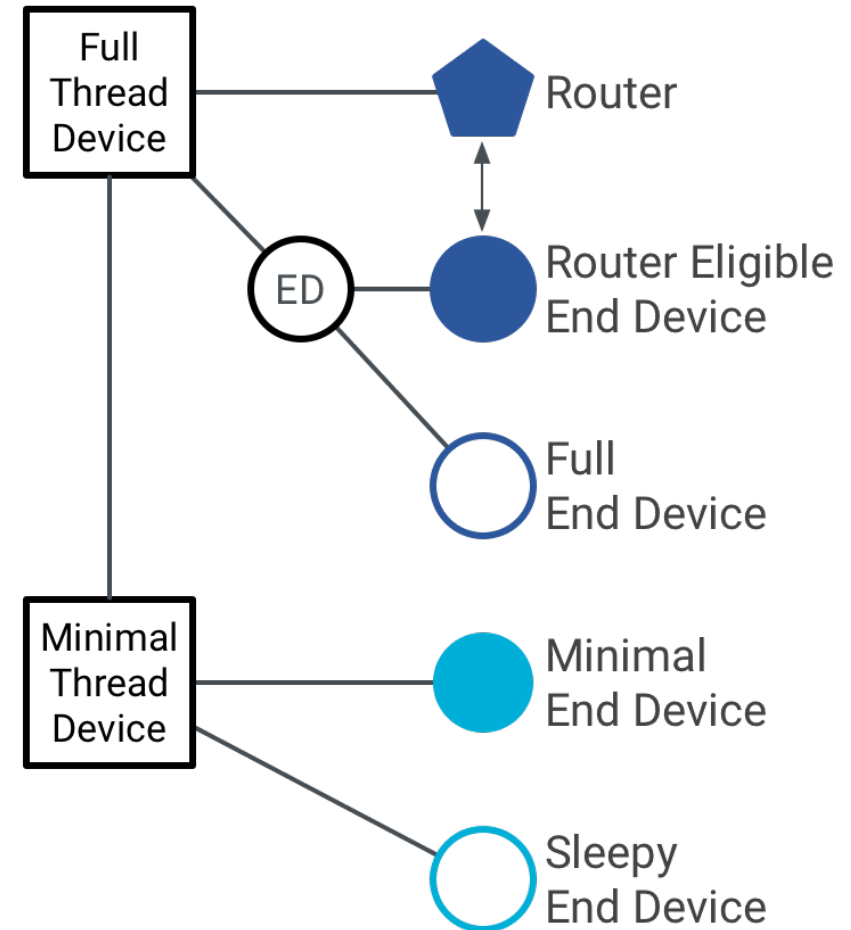 Full
Thread
Device
Router
ED
Router Eligible
End Device
Full
End Device
Minimal
Thread
Device
Minimal
End Device
Sleepy
End Device